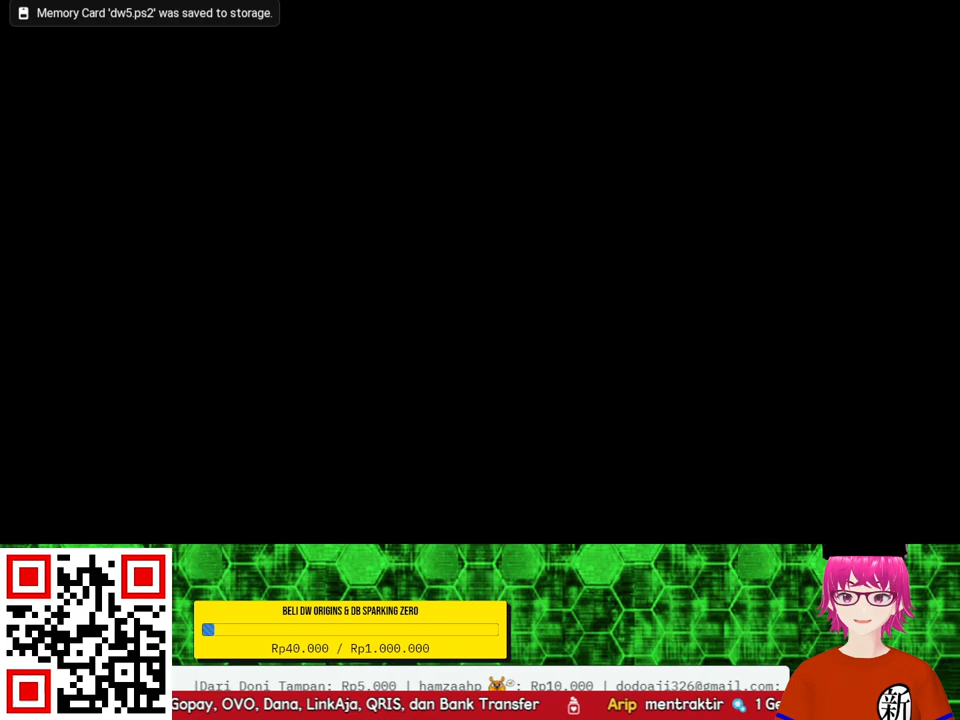 Memory Card 'dw5.ps2' was saved to storage.
BELI DW ORIGINS & DB SPARKING ZERO
Rp40.000 / Rp1.000.000
|Dari Doni Tampan: Rp5.000 | hamzaahp : Rp10.000 | dodoaji326@gmail.com:
Gopay, OVO, Dana, LinkAja, QRIS, dan Bank Transfer Arip mentraktir 1 Ge
新